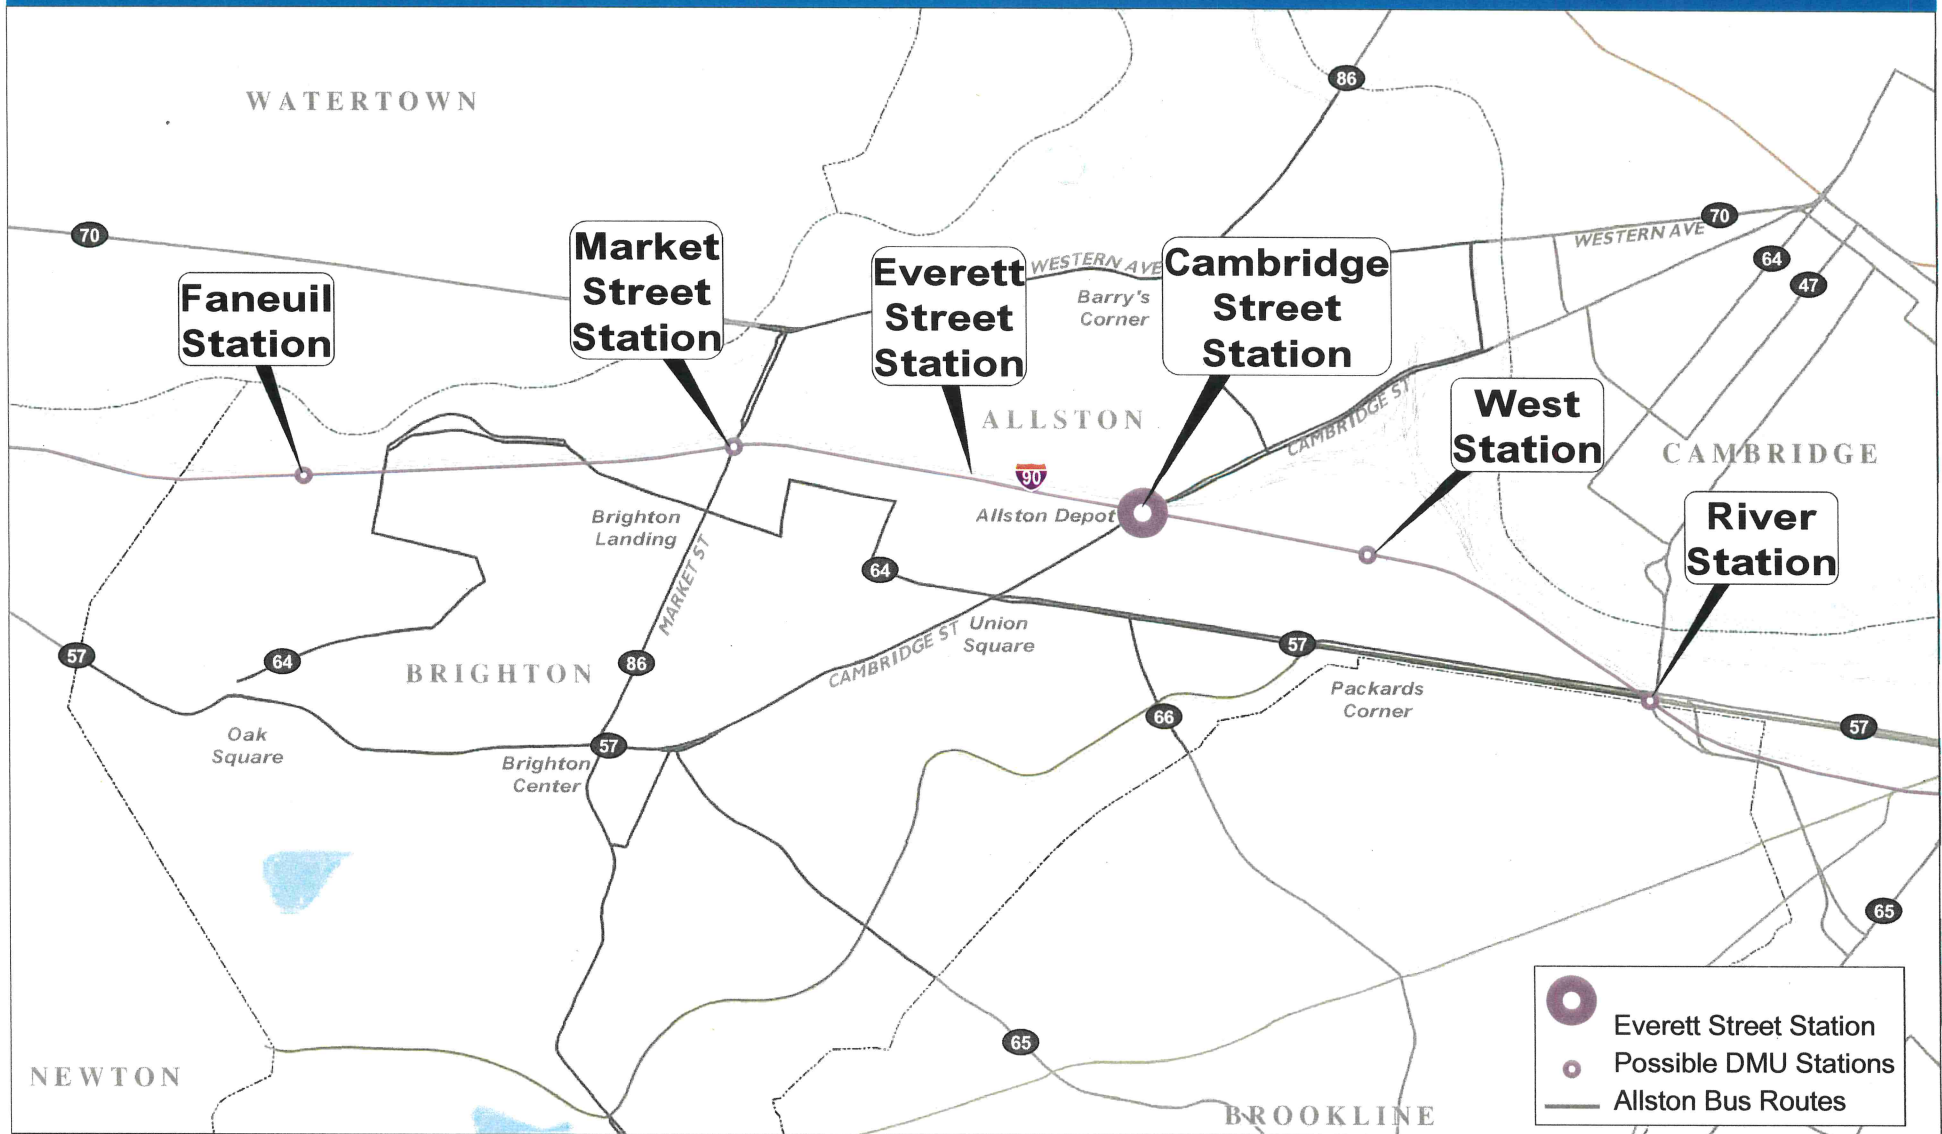 WATERTOWN
86
70
70
WESTERN AVE
64
47
Market
Street
Station
Everett
Street
Station
WESTERN AVE
Barry's
Corner
Cambridge
Street
Station
Faneuil
Station
ALLSTON
CAMBRIDGE ST
West
Station
CAMBRIDGE
90
Allston Depot
River
Station
Brighton
Landing
MARKET ST
64
Union
Square
CAMBRIDGE ST
57
57
64
BRIGHTON
86
Packards
Corner
66
57
Oak
Square
57
Brighton
Center
65
65
NEWTON
BROOKLINE
Everett Street Station
Possible DMU Stations
Allston Bus Routes